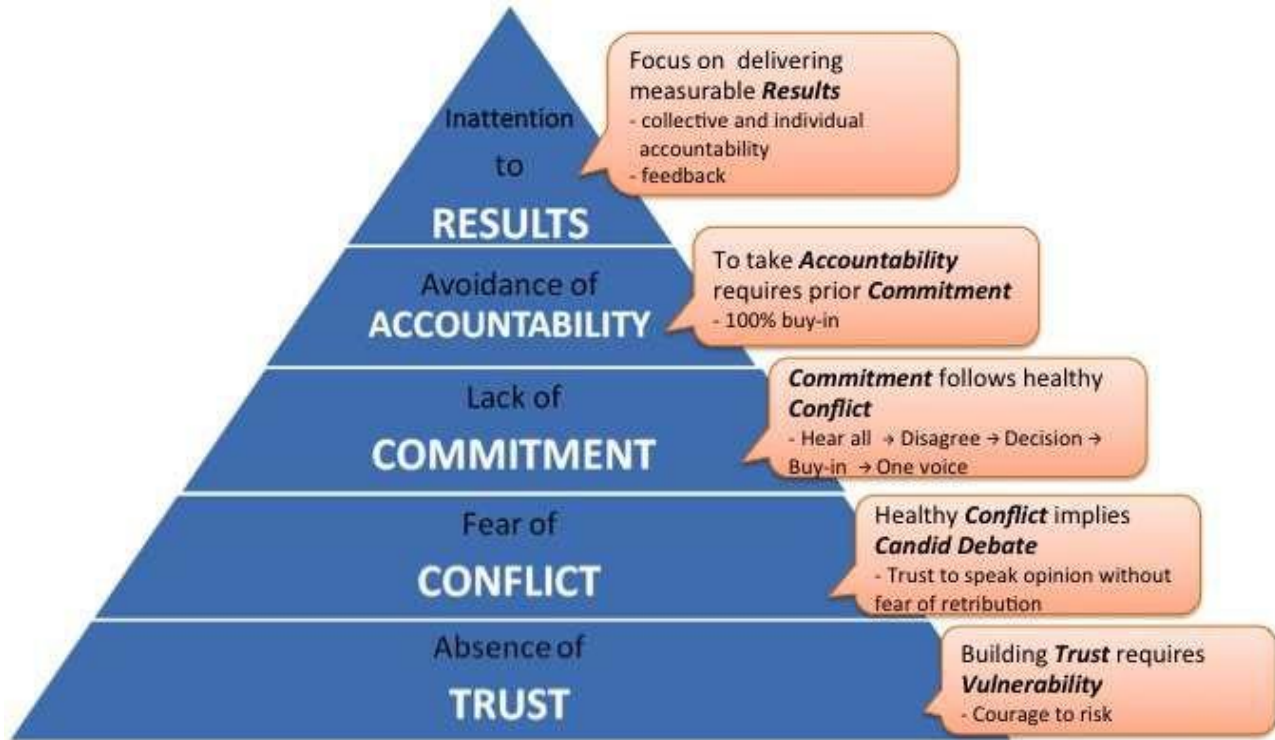 Inattention
to
RESULTS
Focus on  delivering
measurable Results
- collective and individual
accountability
- feedback
Avoidance of
ACCOUNTABILITY
To take Accountability
requires prior Commitment
- 100% buy-in
Lack of
COMMITMENT
Commitment follows healthy
Conflict
- Hear all → Disagree → Decision →
Buy-in → One voice
Fear of
CONFLICT
Healthy Conflict implies
Candid Debate
- Trust to speak opinion without
fear of retribution
Absence of
TRUST
Building Trust requires
Vulnerability
- Courage to risk